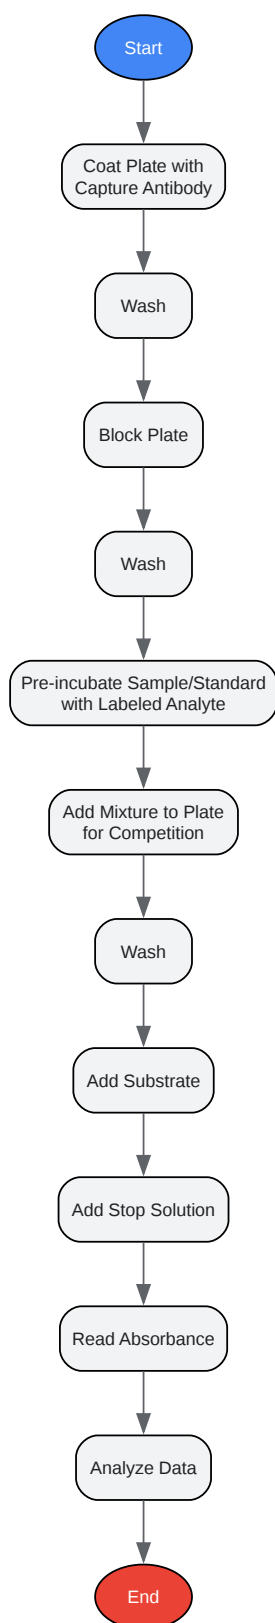 Start
Coat Plate with
Capture Antibody
Wash
Block Plate
Wash
Pre-incubate Sample/Standard
with Labeled Analyte
Add Mixture to Plate
for Competition
Wash
Add Substrate
Add Stop Solution
Read Absorbance
Analyze Data
End